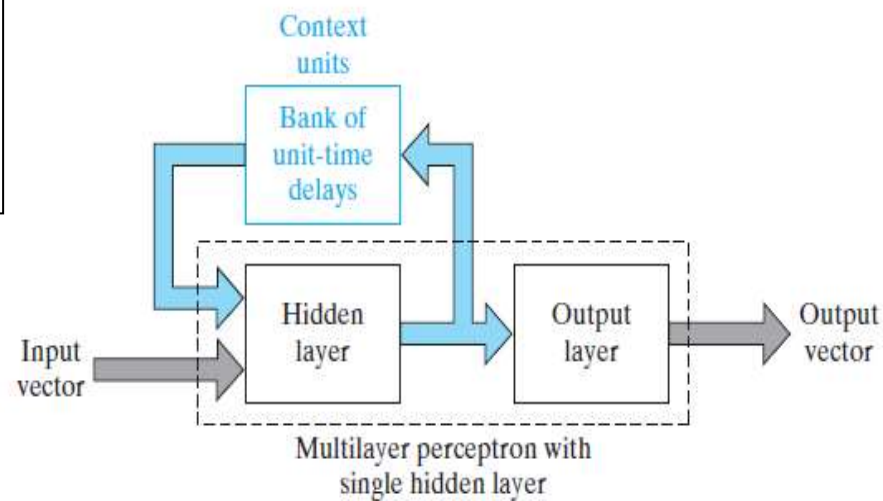 Context
units
Bank of
unit-time
delays
Hidden
layer
Output
layer
Input
vector
Output
vector
Multilayer perceptron with
single hidden layer